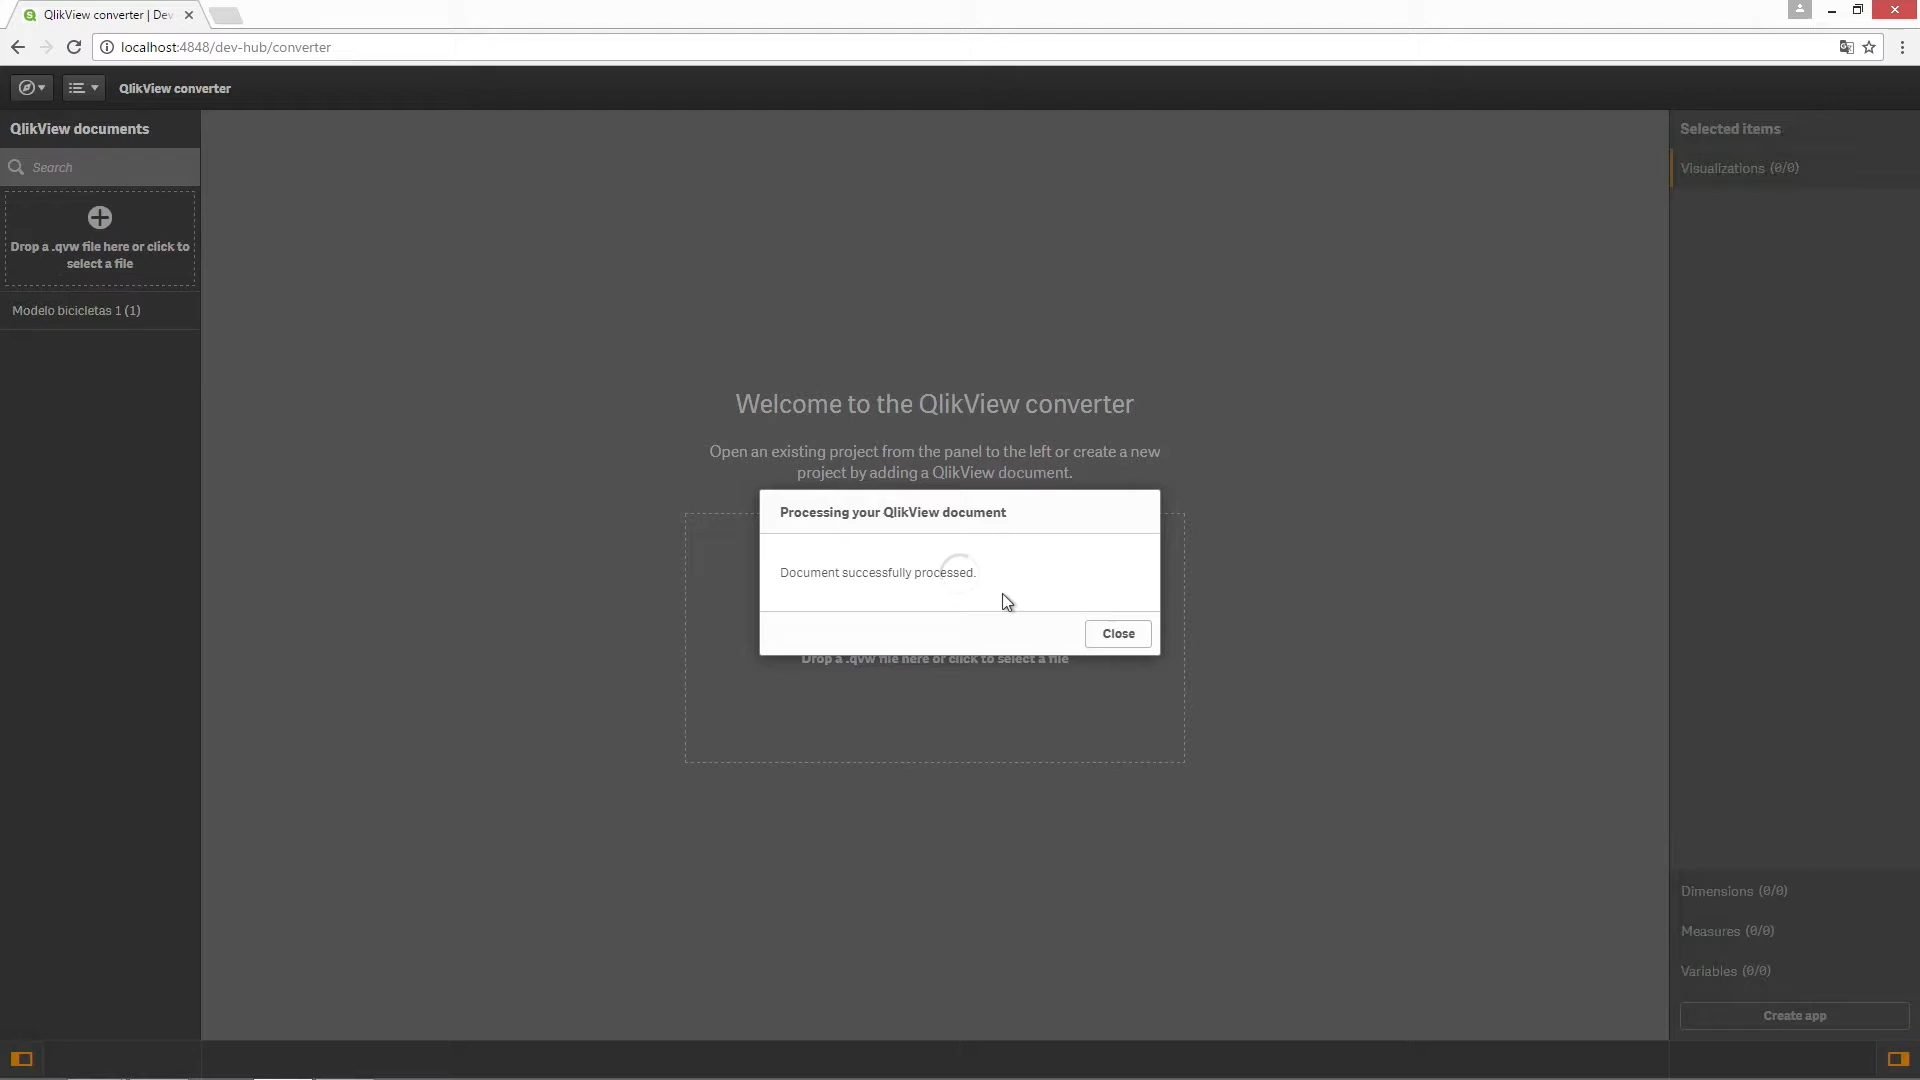 QlikView converter | Dev
localhost:4848/dev-hub/converter
QlikView converter
QlikView documents
Search
Drop a .qvw file here or click to
select a file
Modelo bicicletas 1 (1)
Welcome to the QlikView converter
Open an existing project from the panel to the left or create a new
project by adding a QlikView document.
Processing your QlikView document
Document successfully processed.
Close
Drop a .qvw file here or click to select a file
Selected items
Visualizations (0/0)
Dimensions (0/0)
Measures (0/0)
Variables (0/0)
Create app